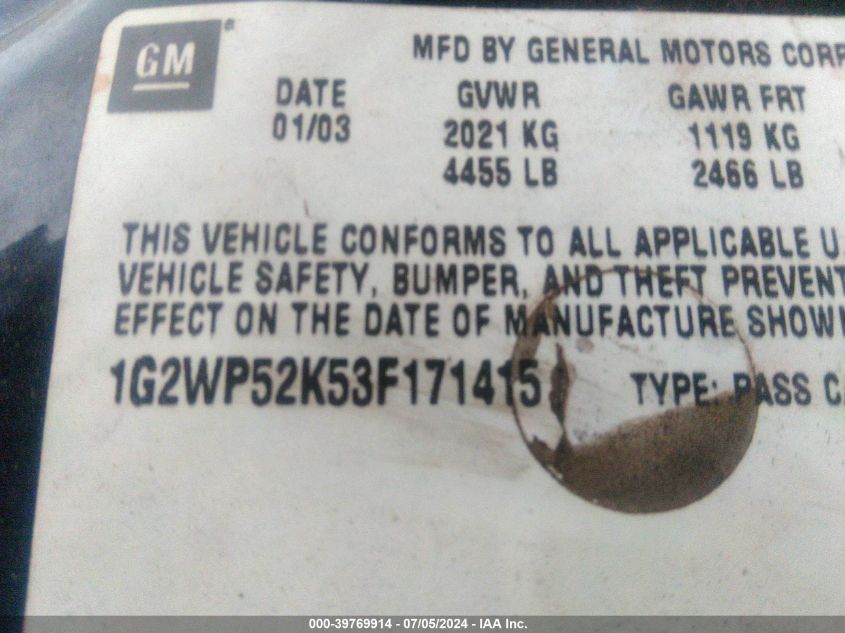 GM
MFD BY GENERAL MOTORS CORP
DATE GVWR GAWR FRT
01/03 2021 KG 1119 KG
4455 LB 2466 LB
THIS VEHICLE CONFORMS TO ALL APPLICABLE U
VEHICLE SAFETY, BUMPER, AND THEFT PREVENT
EFFECT ON THE DATE OF MANUFACTURE SHOWN
1G2WP52K53F171415 TYPE: PASS CA
000-39769914 - 07/05/2024 - IAA Inc.